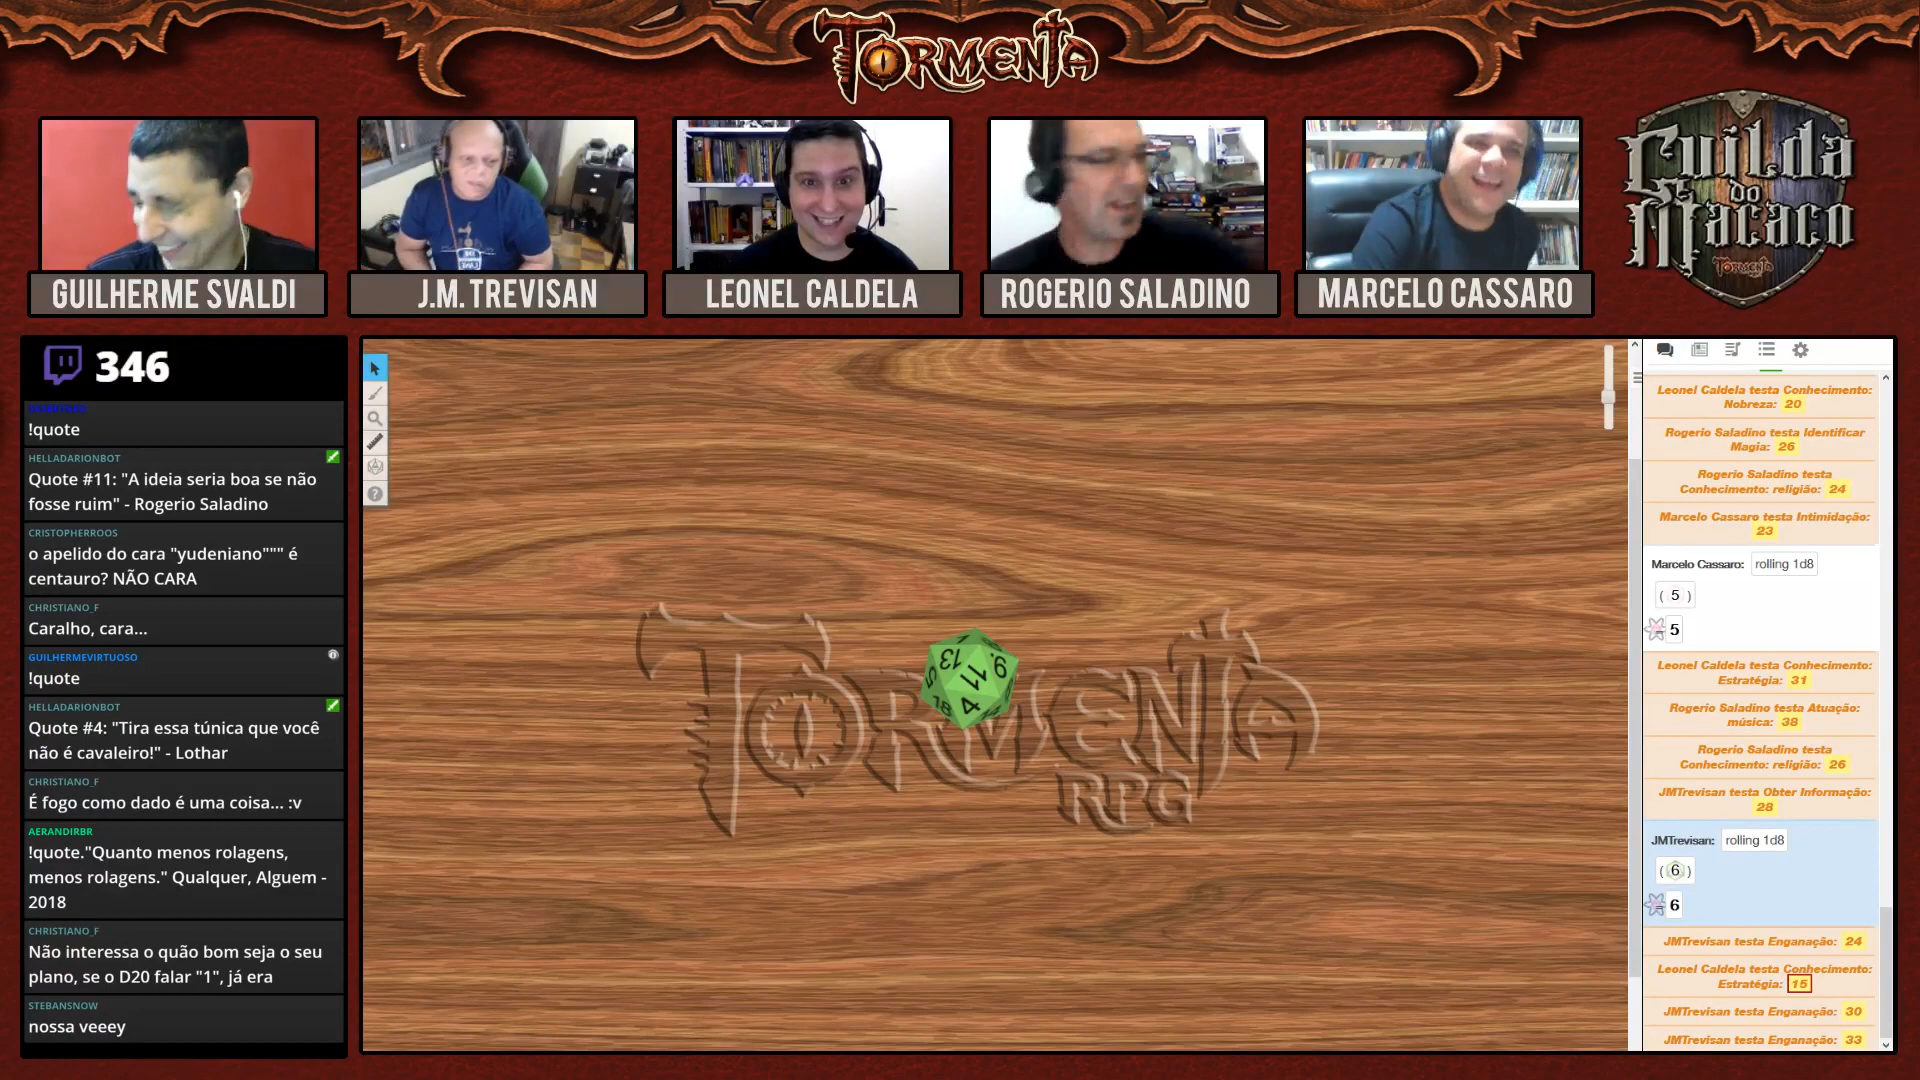 TORMENTA
GUILHERME SVALDI
J.M. TREVISAN
LEONEL CALDELA
ROGERIO SALADINO
MARCELO CASSARO
Guilda
do
Macaco
TORMENTA
346
!quote
HELLADARIONBOT
Quote #11: "A ideia seria boa se não
fosse ruim" - Rogerio Saladino
CRISTOPHERROOS
o apelido do cara "yudeniano""" é
centauro? NÃO CARA
CHRISTIANO_F
Caralho, cara...
GUILHERMEVIRTUOSO
!quote
HELLADARIONBOT
Quote #4: "Tira essa túnica que você
não é cavaleiro!" - Lothar
CHRISTIANO_F
É fogo como dado é uma coisa... :v
AERANDIRBR
!quote."Quanto menos rolagens,
menos rolagens." Qualquer, Alguem -
2018
CHRISTIANO_F
Não interessa o quão bom seja o seu
plano, se o D20 falar "1", já era
STEBANSNOW
nossa veeey
13
9.
11
5
18
4
TORMENTA
RPG
Leonel Caldela testa Conhecimento:
Nobreza: 20
Rogerio Saladino testa Identificar
Magia: 26
Rogerio Saladino testa
Conhecimento: religião: 24
Marcelo Cassaro testa Intimidação:
23
Marcelo Cassaro: rolling 1d8
(5)
=5
Leonel Caldela testa Conhecimento:
Estratégia: 31
Rogerio Saladino testa Atuação:
música: 38
Rogerio Saladino testa
Conhecimento: religião: 26
JMTrevisan testa Obter Informação:
28
JMTrevisan: rolling 1d8
(6)
=6
JMTrevisan testa Enganação: 24
Leonel Caldela testa Conhecimento:
Estratégia: 15
JMTrevisan testa Enganação: 30
JMTrevisan testa Enganação: 33